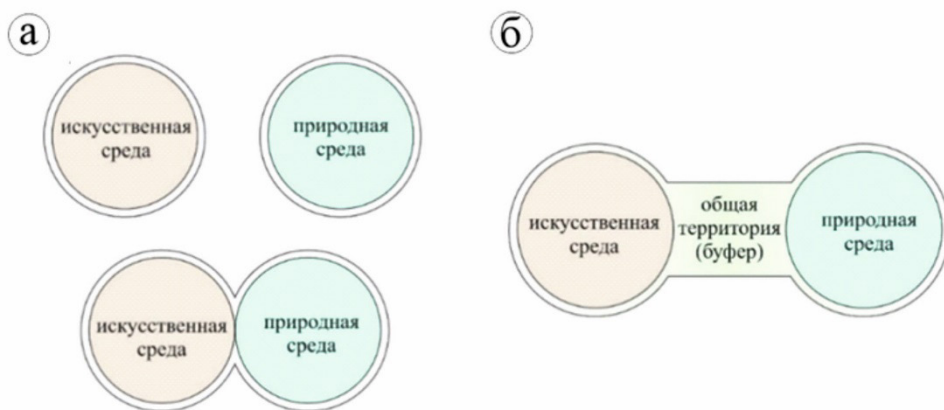 а
искусственная
среда
природная
среда
искусственная
среда
природная
среда
б
искусственная
среда
общая
территория
(буфер)
природная
среда